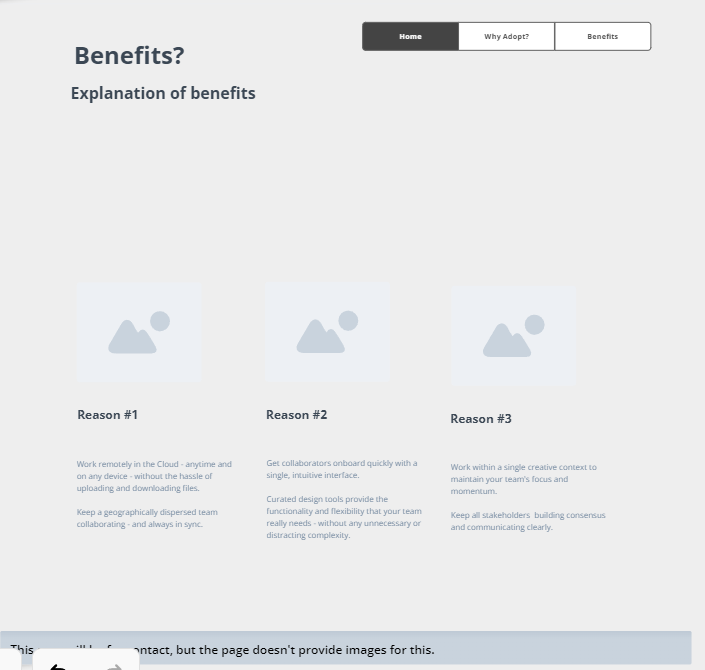 Home
Why Adopt?
Benefits
Benefits?
Explanation of benefits
Reason #1
Work remotely in the Cloud - anytime and
on any device - without the hassle of
uploading and downloading files.
Keep a geographically dispersed team
collaborating - and always in sync.
Reason #2
Get collaborators onboard quickly with a
single, intuitive interface.
Curated design tools provide the
functionality and flexibility that your team
really needs - without any unnecessary or
distracting complexity.
Reason #3
Work within a single creative context to
maintain your team's focus and
momentum.
Keep all stakeholders  building consensus
and communicating clearly.
This but the page doesn't provide images for this.